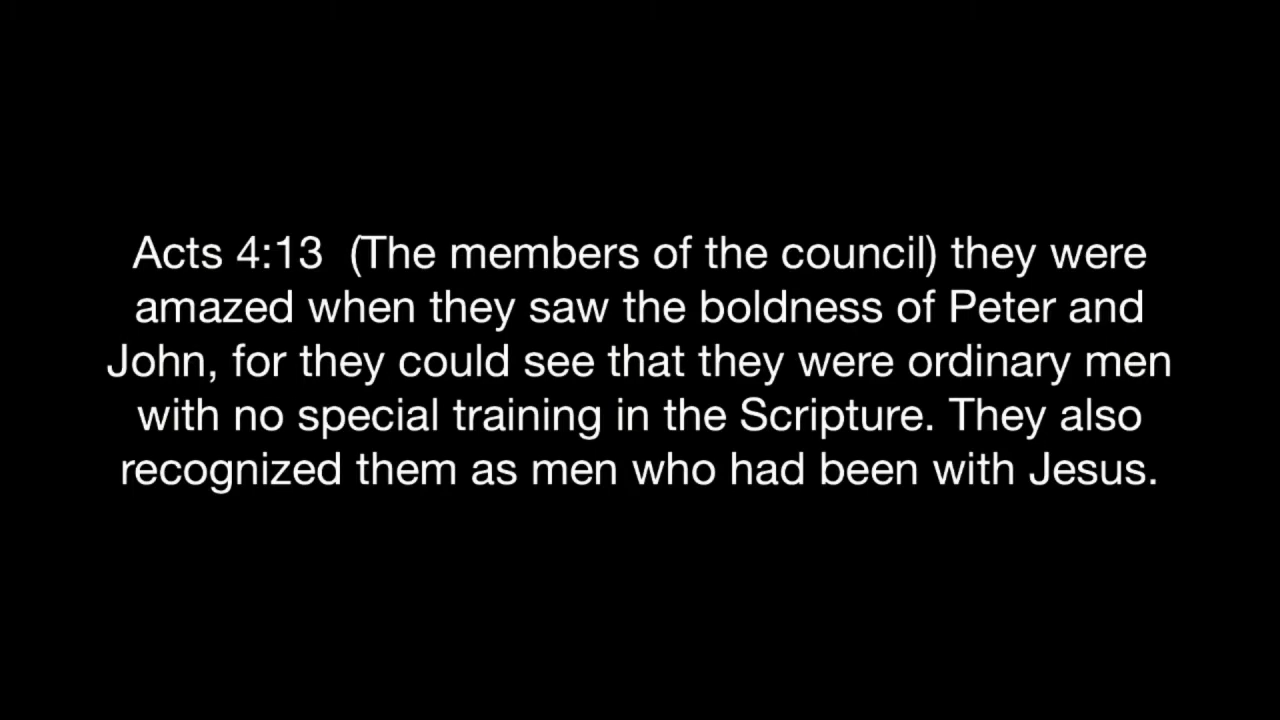 Acts 4:13  (The members of the council) they were
amazed when they saw the boldness of Peter and
John, for they could see that they were ordinary men
with no special training in the Scripture. They also
recognized them as men who had been with Jesus.